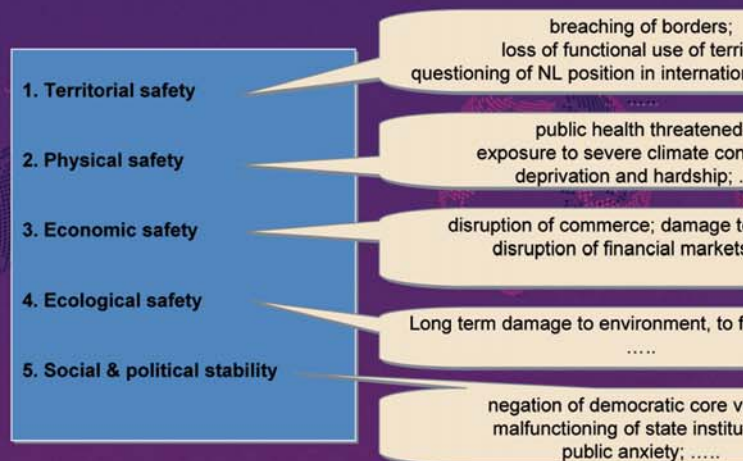 1. Territorial safety
breaching of borders;
loss of functional use of terri
questioning of NL position in internation
.....
2. Physical safety
public health threatened
exposure to severe climate con
deprivation and hardship; .
3. Economic safety
disruption of commerce; damage t
disruption of financial markets
4. Ecological safety
Long term damage to environment, to f
.....
5. Social & political stability
negation of democratic core v
malfunctioning of state institu
public anxiety; .....